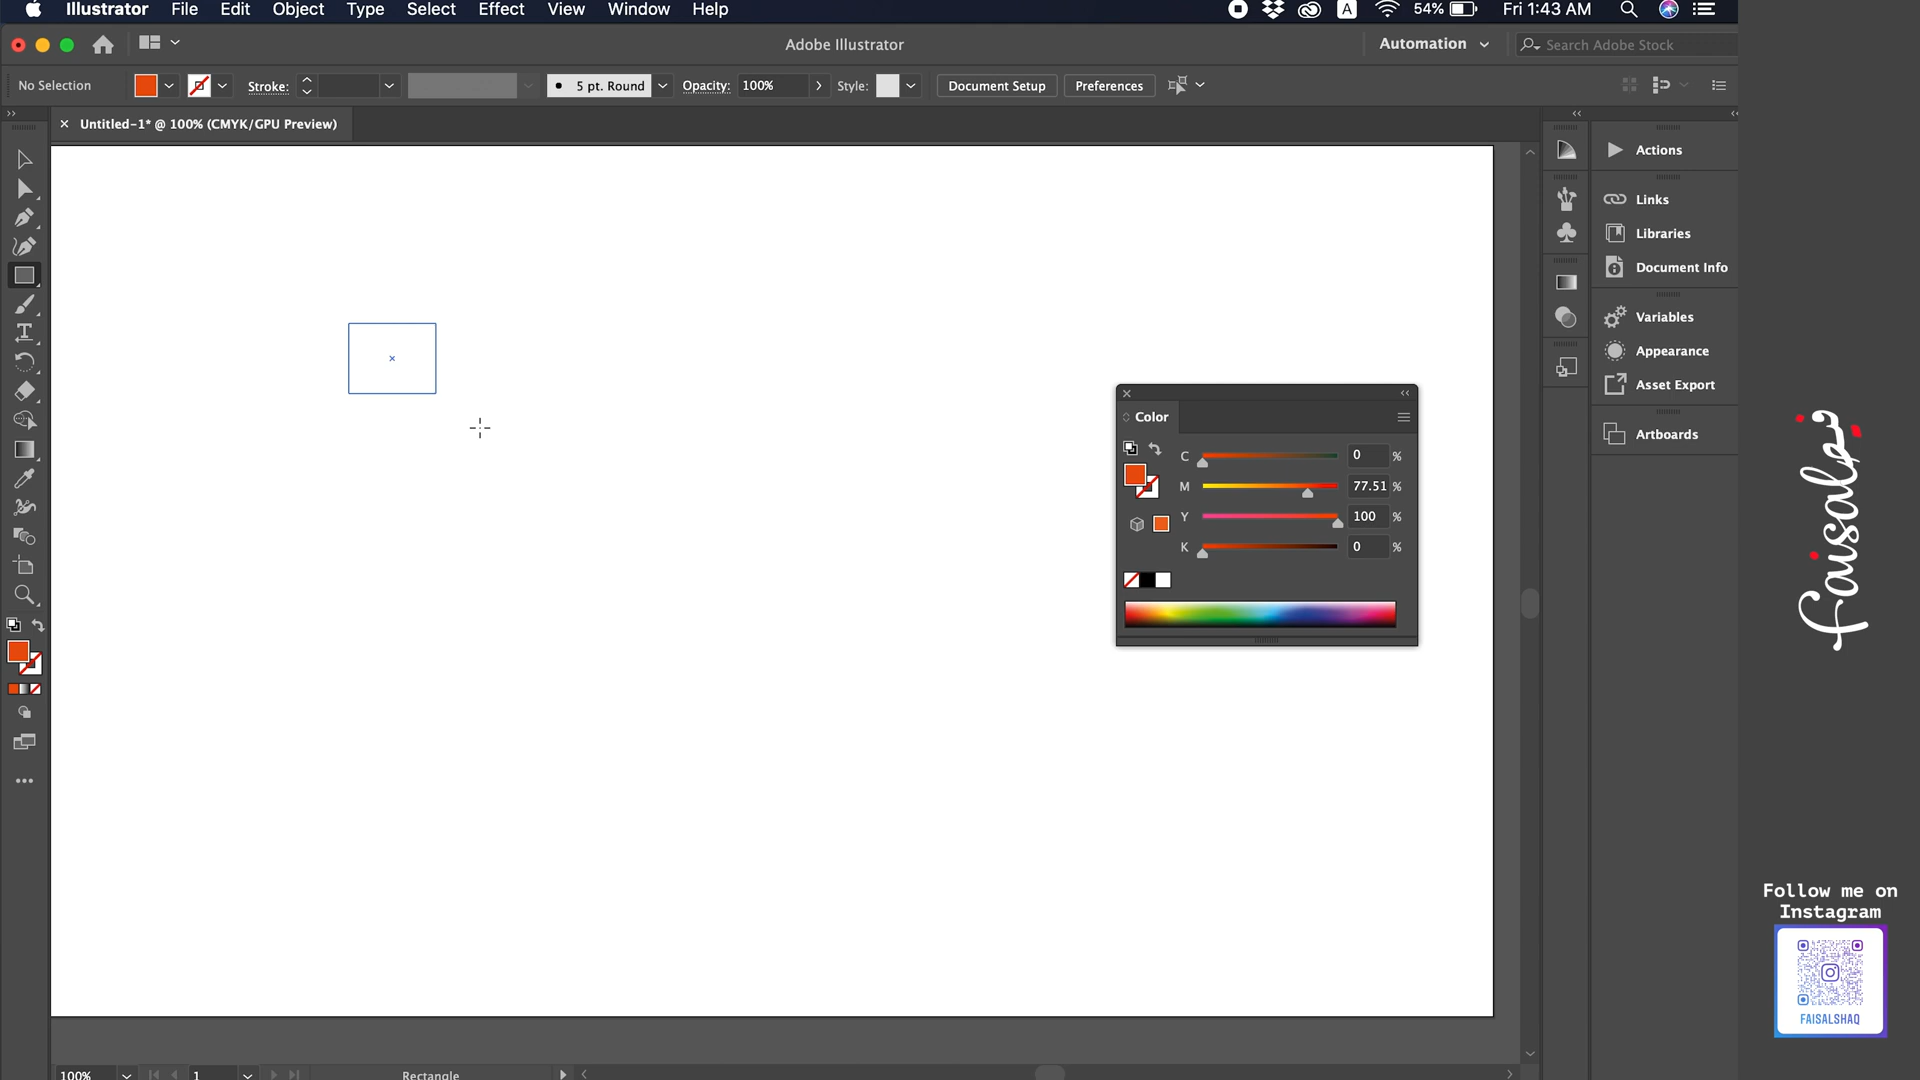 Illustrator File Edit Object Type Select Effect View Window Help
A 54% Fri 1:43 AM
Adobe Illustrator
Automation
Search Adobe Stock
No Selection
Stroke:
5 pt. Round
Opacity: 100%
Style:
Document Setup
Preferences
× Untitled-1* @ 100% (CMYK/GPU Preview)
Actions
Links
Libraries
Document Info
Variables
Appearance
Asset Export
Artboards
Color
C 0 %
M 77.51 %
Y 100 %
K 0 %
100% 1 Rectangle
Follow me on
Instagram
FAISALSHAQ